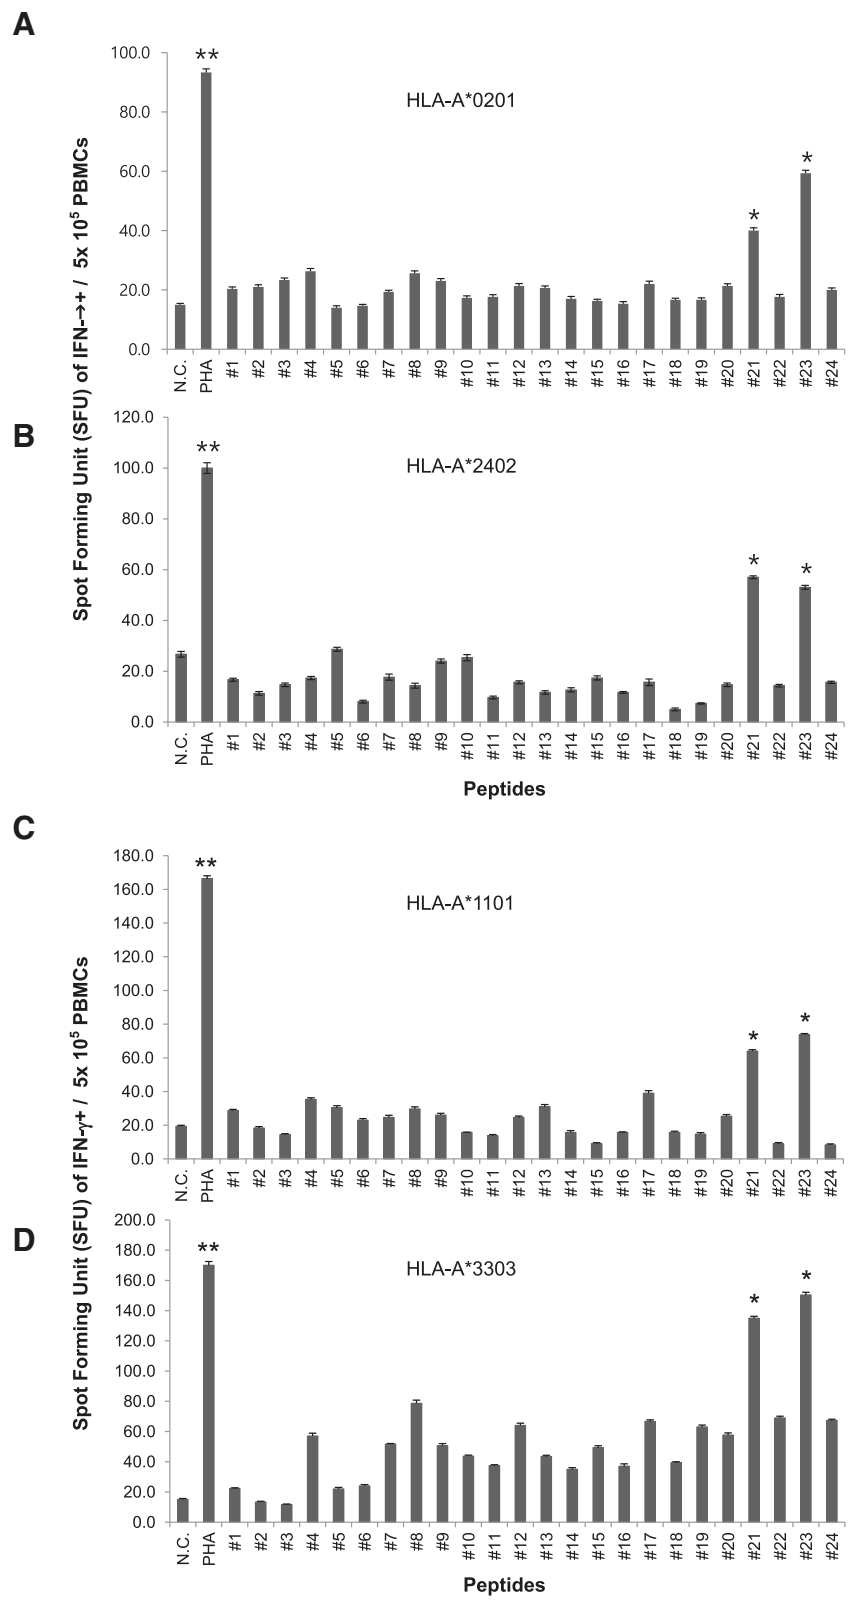 A
Spot Forming Unit (SFU) of IFN-→+ / 5x 10⁵ PBMCs
100.0
80.0
60.0
40.0
20.0
0.0
**
HLA-A*0201
*
*
N.C. PHA #1 #2 #3 #4 #5 #6 #7 #8 #9 #10 #11 #12 #13 #14 #15 #16 #17 #18 #19 #20 #21 #22 #23 #24
B
120.0
100.0
80.0
60.0
40.0
20.0
0.0
**
HLA-A*2402
*
*
N.C. PHA #1 #2 #3 #4 #5 #6 #7 #8 #9 #10 #11 #12 #13 #14 #15 #16 #17 #18 #19 #20 #21 #22 #23 #24
Peptides
C
Spot Forming Unit (SFU) of IFN-γ+ / 5x 10⁵ PBMCs
180.0
160.0
140.0
120.0
100.0
80.0
60.0
40.0
20.0
0.0
**
HLA-A*1101
*
*
N.C. PHA #1 #2 #3 #4 #5 #6 #7 #8 #9 #10 #11 #12 #13 #14 #15 #16 #17 #18 #19 #20 #21 #22 #23 #24
D
200.0
180.0
160.0
140.0
120.0
100.0
80.0
60.0
40.0
20.0
0.0
**
HLA-A*3303
*
*
N.C. PHA #1 #2 #3 #4 #5 #6 #7 #8 #9 #10 #11 #12 #13 #14 #15 #16 #17 #18 #19 #20 #21 #22 #23 #24
Peptides